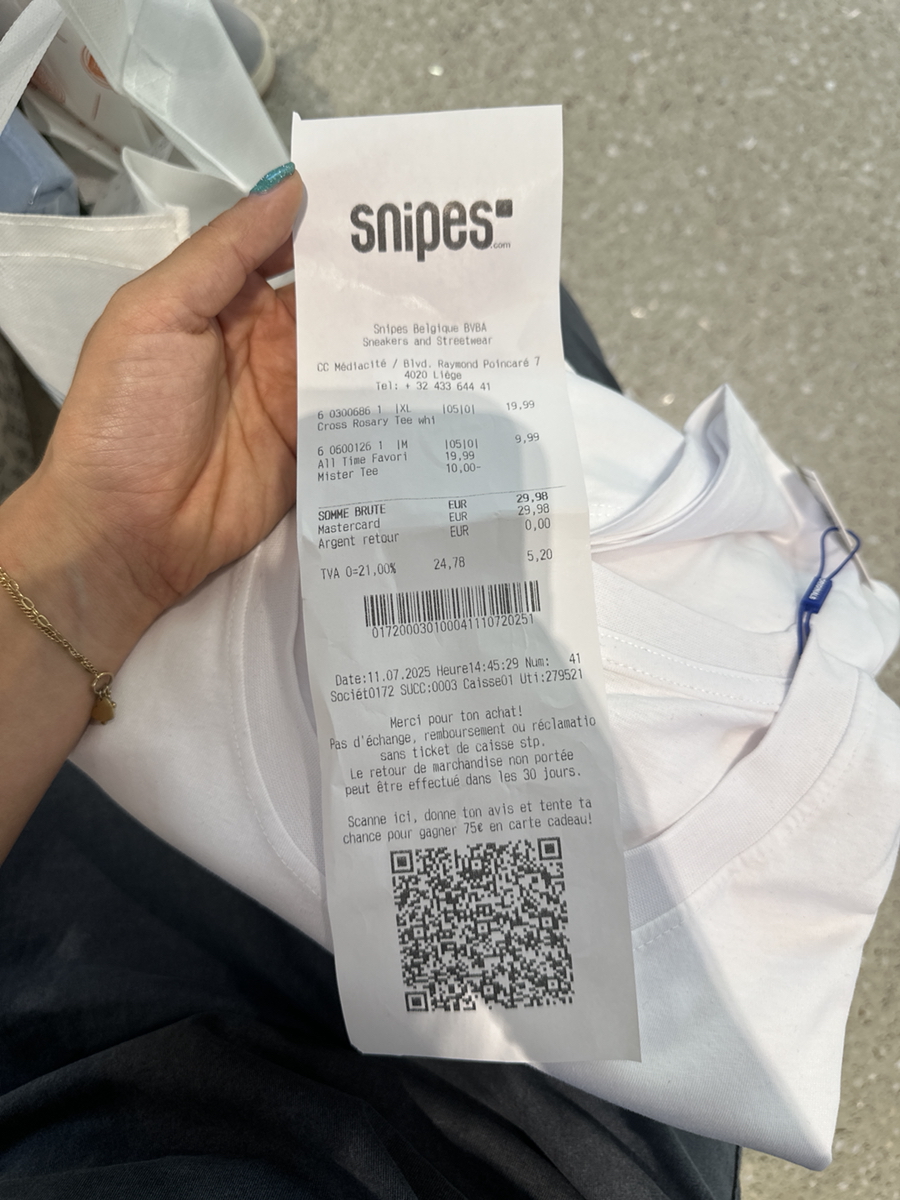 snipes
.com
Snipes Belgique BVBA
Sneakers and Streetwear
CC Médiacité / Blvd. Raymond Poincaré 7
4020 Liége
Tel: + 32 433 644 41
6 0300686 1 |XL |05|0| 19,99
Cross Rosary Tee whi
6 0600126 1 |M |05|0| 9,99
All Time Favori 19,99
Mister Tee 10,00-
SOMME BRUTE EUR 29,98
Mastercard EUR 29,98
Argent retour EUR 0,00
TVA 0=21,00% 24,78 5,20
017200030100041110720251
Date:11.07.2025 Heure14:45:29 Num: 41
Sociét0172 SUCC:0003 Caisse01 Uti:279521
Merci pour ton achat!
Pas d'échange, remboursement ou réclamatio
sans ticket de caisse stp.
Le retour de marchandise non portée
peut être effectué dans les 30 jours.
Scanne ici, donne ton avis et tente ta
chance pour gagner 75€ en carte cadeau!